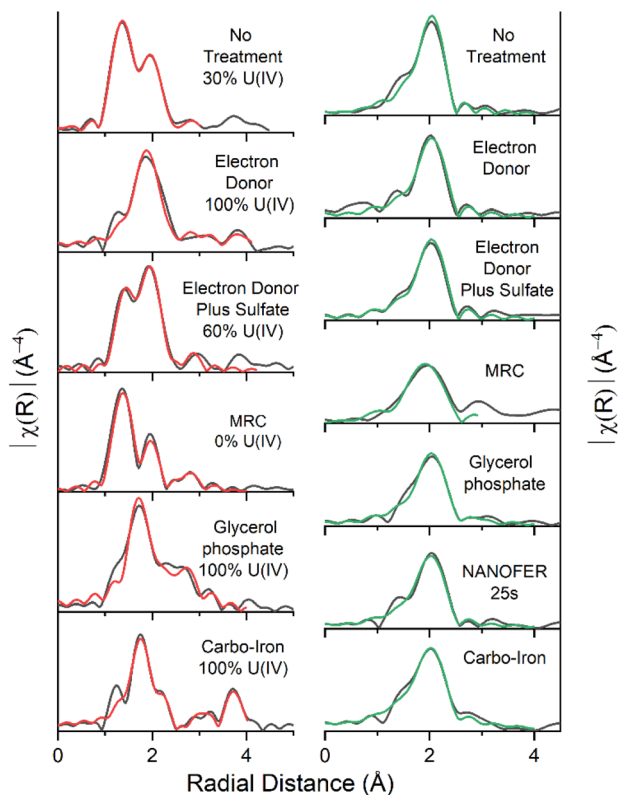 No
Treatment
30% U(IV)
Electron
Donor
100% U(IV)
Electron Donor
Plus Sulfate
60% U(IV)
MRC
0% U(IV)
Glycerol
phosphate
100% U(IV)
Carbo-Iron
100% U(IV)
No
Treatment
Electron
Donor
Electron
Donor
Plus Sulfate
MRC
Glycerol
phosphate
NANOFER
25s
Carbo-Iron
| χ(R) | (Å⁻⁴)
| χ(R) | (Å⁻⁴)
0 2 4
0 2 4
Radial Distance (Å)